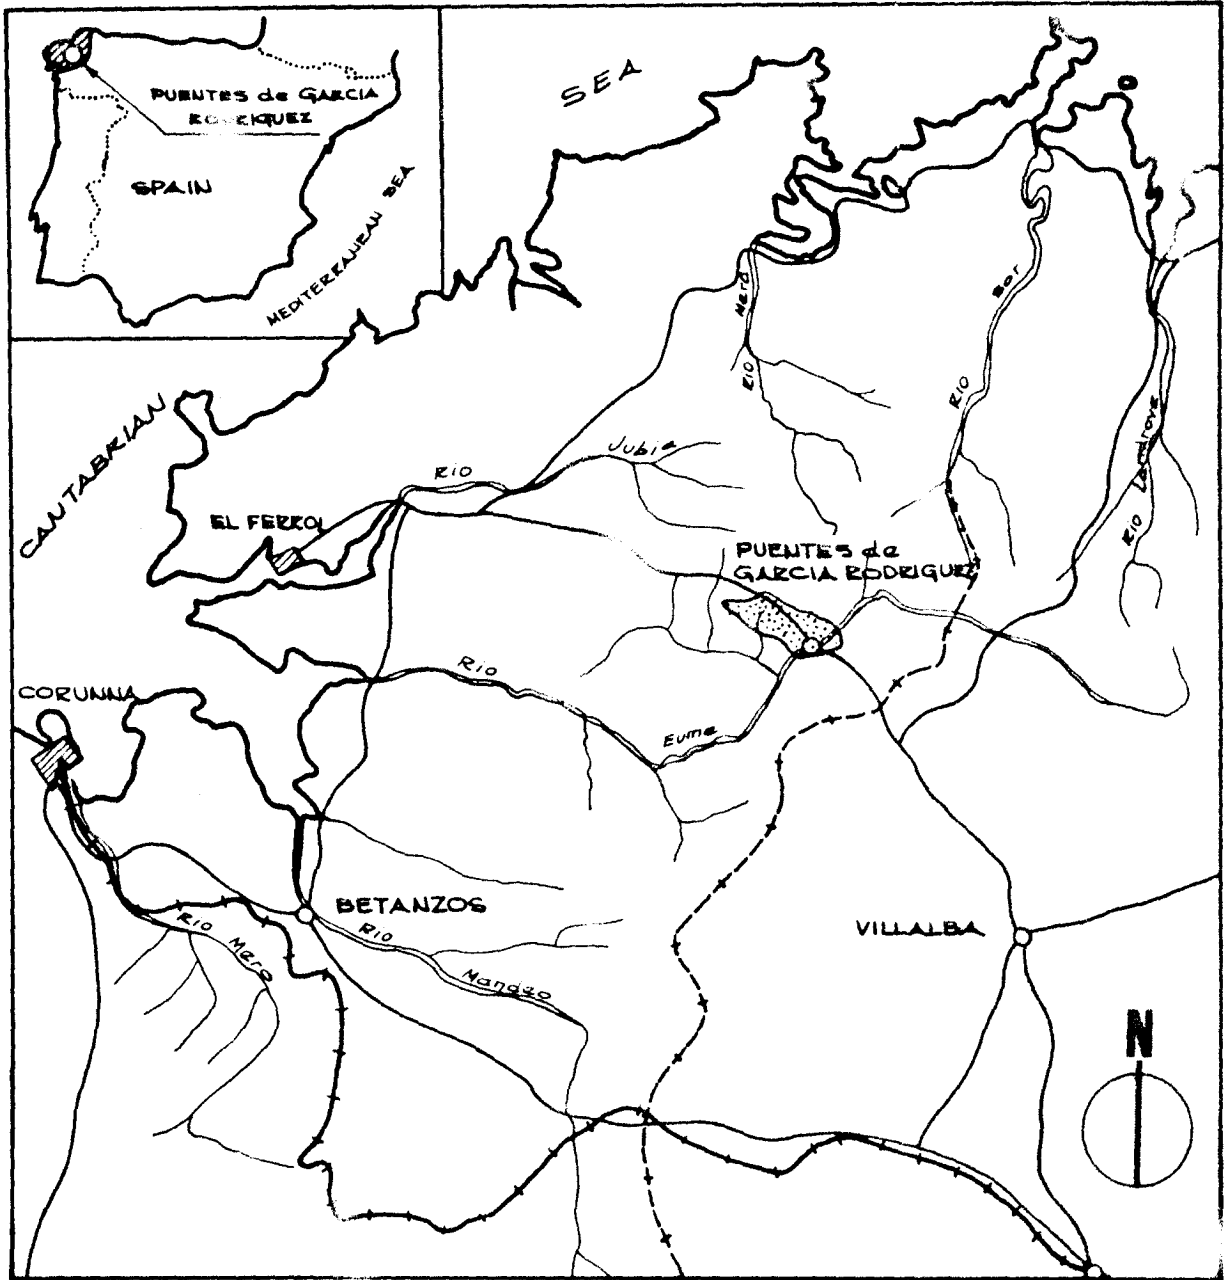 SEA
PUENTES de GARCIA
RODRIGUEZ
SPAIN
MEDITERRANEAN SEA
CANTABRIAN
Mera
Rio
Sor
Rio
Landrove
Rio
Rio
Jubia
EL FERROL
PUENTES de
GARCIA RODRIGUEZ
Rio
Eume
CORUNNA
BETANZOS
Rio
Mero
Rio
Mandeo
VILLALBA
N